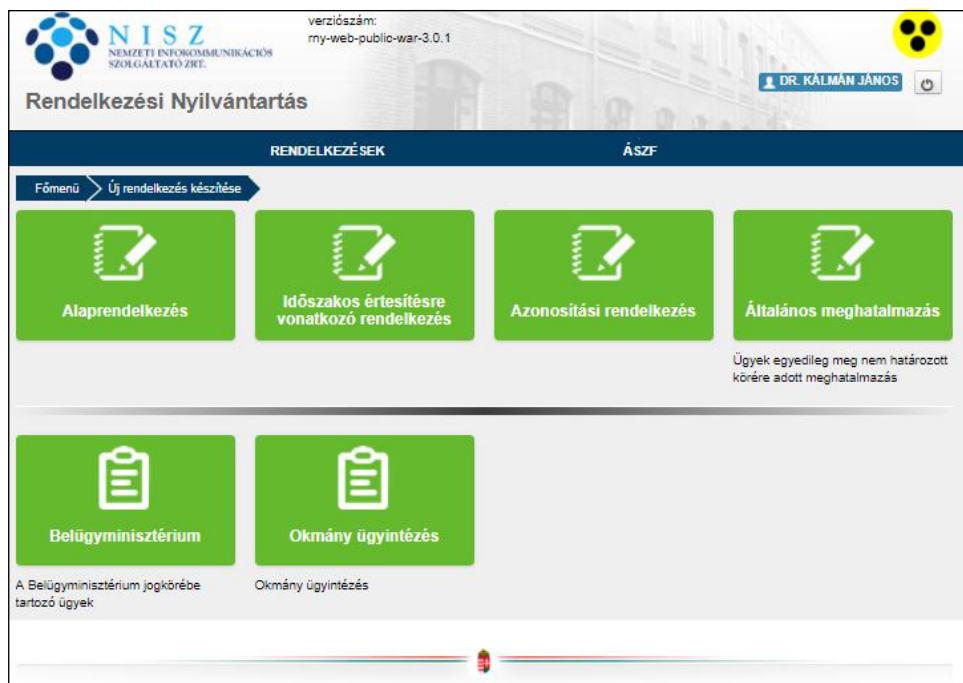 N I S Z
NEMZETI INFOKOMMUNIKÁCIÓS
SZOLGÁLTATÓ ZRT.
verziószám:
rny-web-public-war-3.0.1
DR. KÁLMÁN JÁNOS
Rendelkezési Nyilvántartás
RENDELKEZÉSEK ÁSZF
Főmenü Új rendelkezés készítése
Alaprendelkezés
Időszakos értesítésre
vonatkozó rendelkezés
Azonosítási rendelkezés
Általános meghatalmazás
Ügyek egyedileg meg nem határozott
körére adott meghatalmazás
Belügyminisztérium
Okmány ügyintézés
A Belügyminisztérium jogkörébe
tartozó ügyek
Okmány ügyintézés